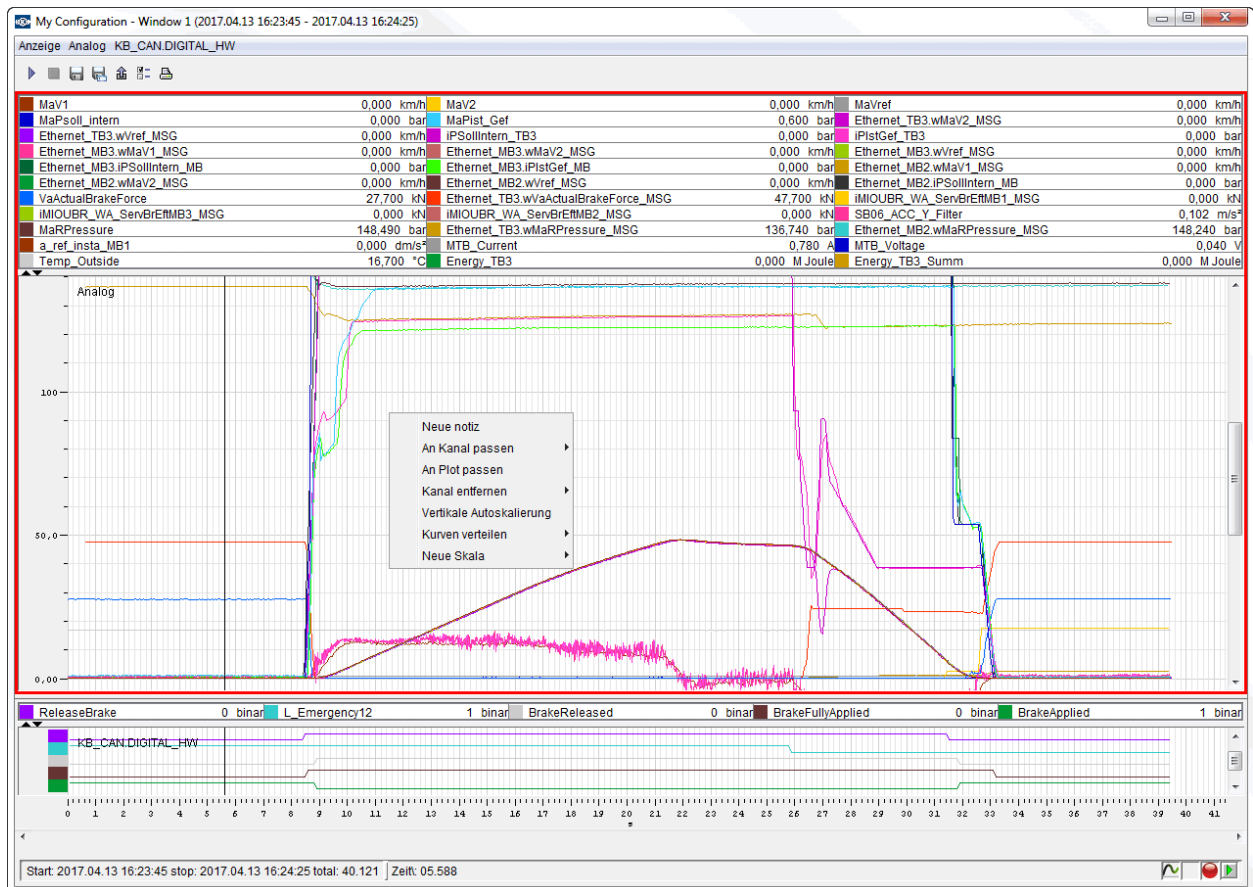 My Configuration - Window 1 (2017.04.13 16:23:45 - 2017.04.13 16:24:25)
Anzeige Analog KB_CAN.DIGITAL_HW
MaV1 0,000 km/h MaV2 0,000 km/h MaVref 0,000 km/h
MaPsoll_intern 0,000 bar MaPist_Gef 0,600 bar Ethernet_TB3.wMaV2_MSG 0,000 km/h
Ethernet_TB3.wVref_MSG 0,000 km/h iPSollIntern_TB3 0,000 bar iPIstGef_TB3 0,000 bar
Ethernet_MB3.wMaV1_MSG 0,000 km/h Ethernet_MB3.wMaV2_MSG 0,000 km/h Ethernet_MB3.wVref_MSG 0,000 km/h
Ethernet_MB3.iPSollIntern_MB 0,000 bar Ethernet_MB3.iPIstGef_MB 0,000 bar Ethernet_MB2.wMaV1_MSG 0,000 km/h
Ethernet_MB2.wMaV2_MSG 0,000 km/h Ethernet_MB2.wVref_MSG 0,000 km/h Ethernet_MB2.iPSollIntern_MB 0,000 bar
VaActualBrakeForce 27,700 kN Ethernet_TB3.wVaActualBrakeForce_MSG 47,700 kN iMIOUBR_WA_ServBrEftMB1_MSG 0,000 kN
iMIOUBR_WA_ServBrEftMB3_MSG 0,000 kN iMIOUBR_WA_ServBrEftMB2_MSG 0,000 kN SB06_ACC_Y_Filter 0,102 m/s²
MaRPressure 148,490 bar Ethernet_TB3.wMaRPressure_MSG 136,740 bar Ethernet_MB2.wMaRPressure_MSG 148,240 bar
a_ref_insta_MB1 0,000 dm/s² MTB_Current 0,780 A MTB_Voltage 0,040 V
Temp_Outside 16,700 °C Energy_TB3 0,000 M Joule Energy_TB3_Summ 0,000 M Joule
Analog
100
Neue notiz
An Kanal passen
An Plot passen
Kanal entfernen
Vertikale Autoskalierung
Kurven verteilen
Neue Skala
50,0
0,00
ReleaseBrake 0 binar L_Emergency12 1 binar BrakeReleased 0 binar BrakeFullyApplied 0 binar BrakeApplied 1 binar
KB_CAN.DIGITAL_HW
0 1 2 3 4 5 6 7 8 9 10 11 12 13 14 15 16 17 18 19 20 21 22 23 24 25 26 27 28 29 30 31 32 33 34 35 36 37 38 39 40 41
s
Start: 2017.04.13 16:23:45 stop: 2017.04.13 16:24:25 total: 40.121 Zeit\: 05.588